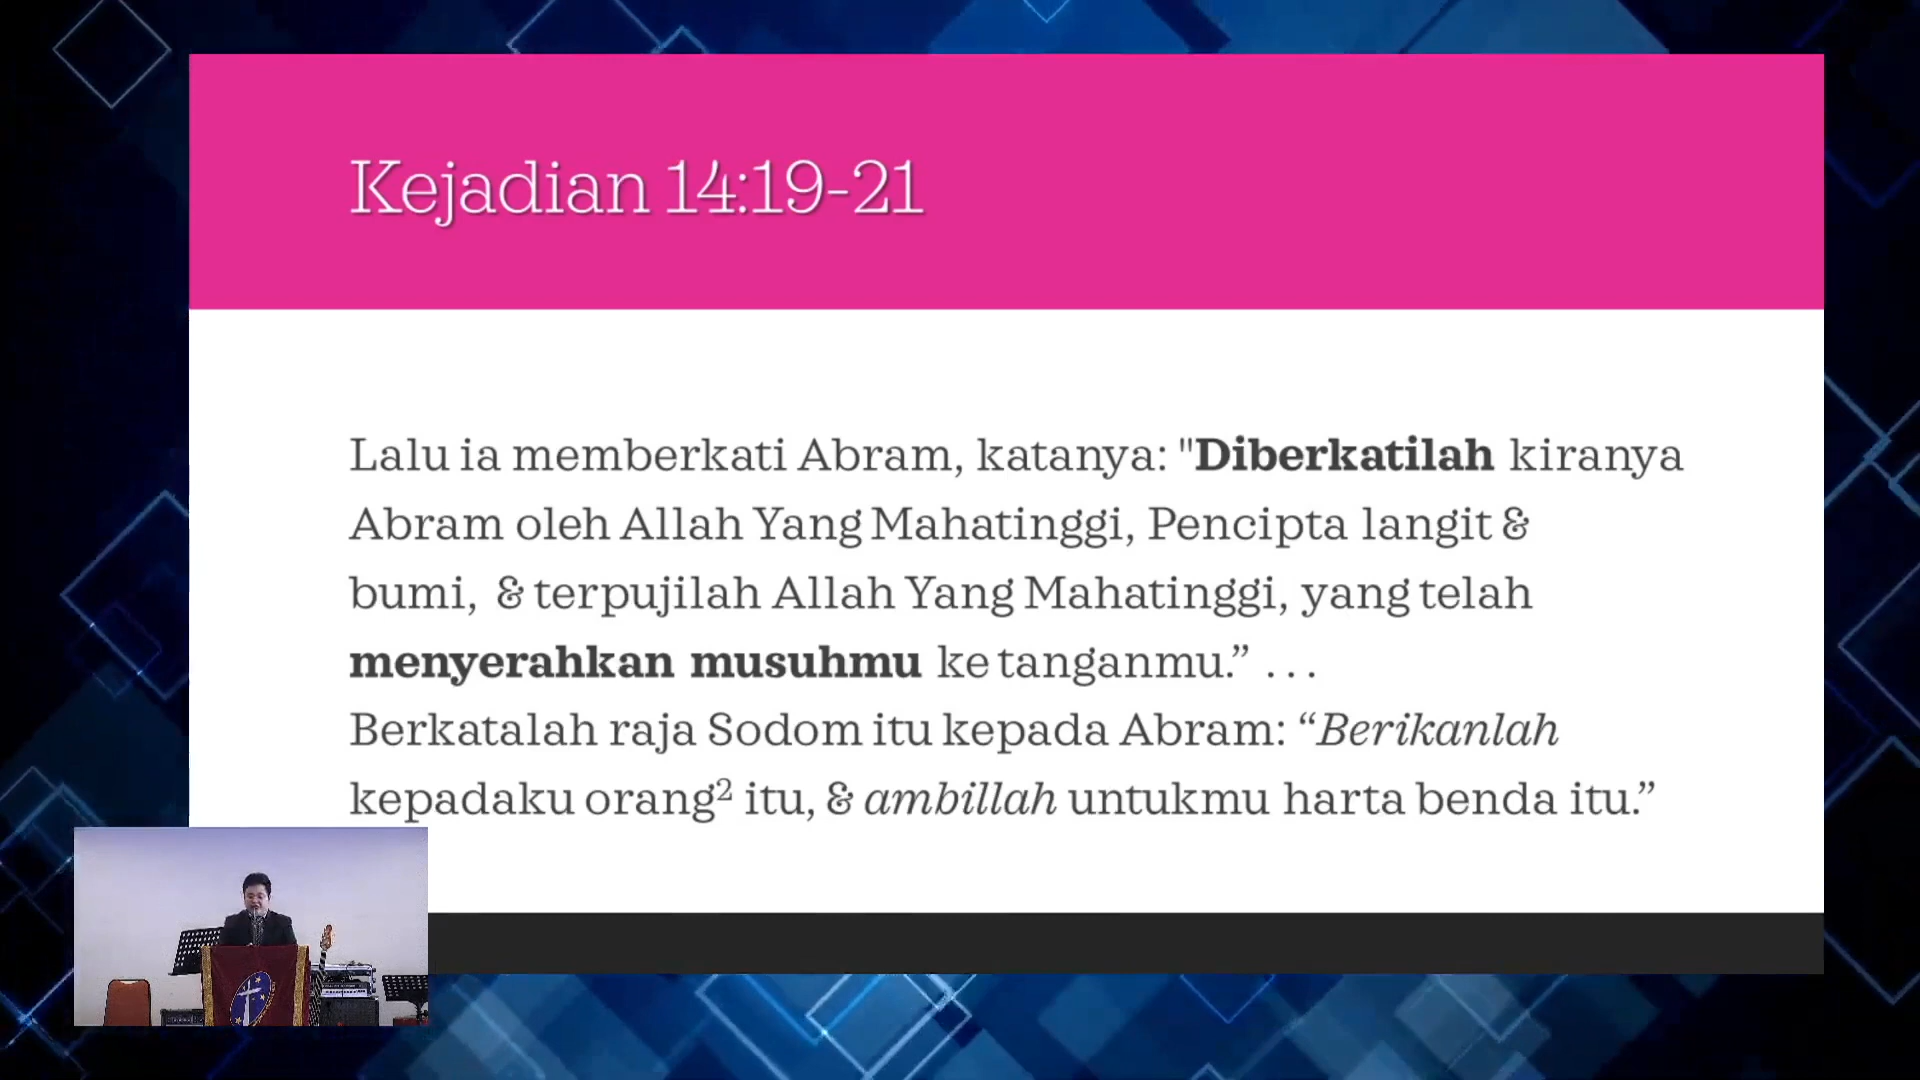 Kejadian 14:19-21
Lalu ia memberkati Abram, katanya: "Diberkatilah kiranya
Abram oleh Allah Yang Mahatinggi, Pencipta langit &
bumi, & terpujilah Allah Yang Mahatinggi, yang telah
menyerahkan musuhmu ke tanganmu.” . . .
Berkatalah raja Sodom itu kepada Abram: “Berikanlah
kepadaku orang² itu, & ambillah untukmu harta benda itu.”